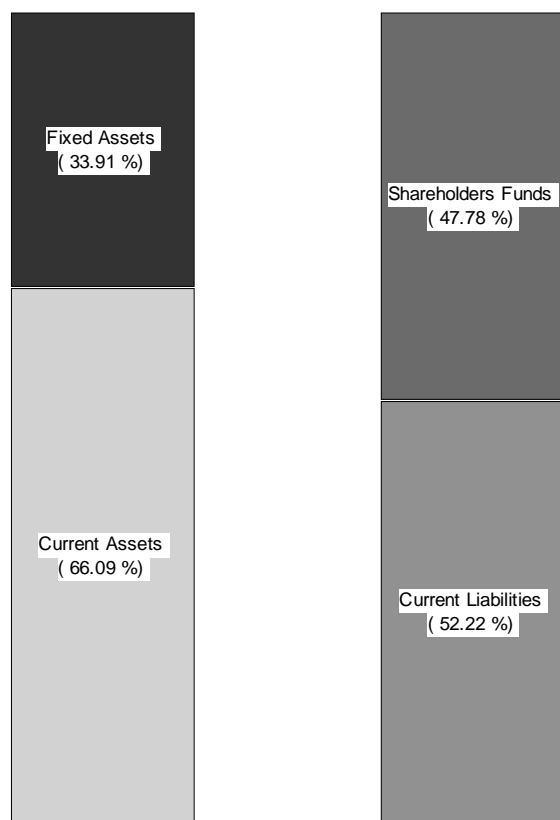 Fixed Assets
( 33.91 %)
Shareholders Funds
( 47.78 %)
Current Assets
( 66.09 %)
Current Liabilities
( 52.22 %)